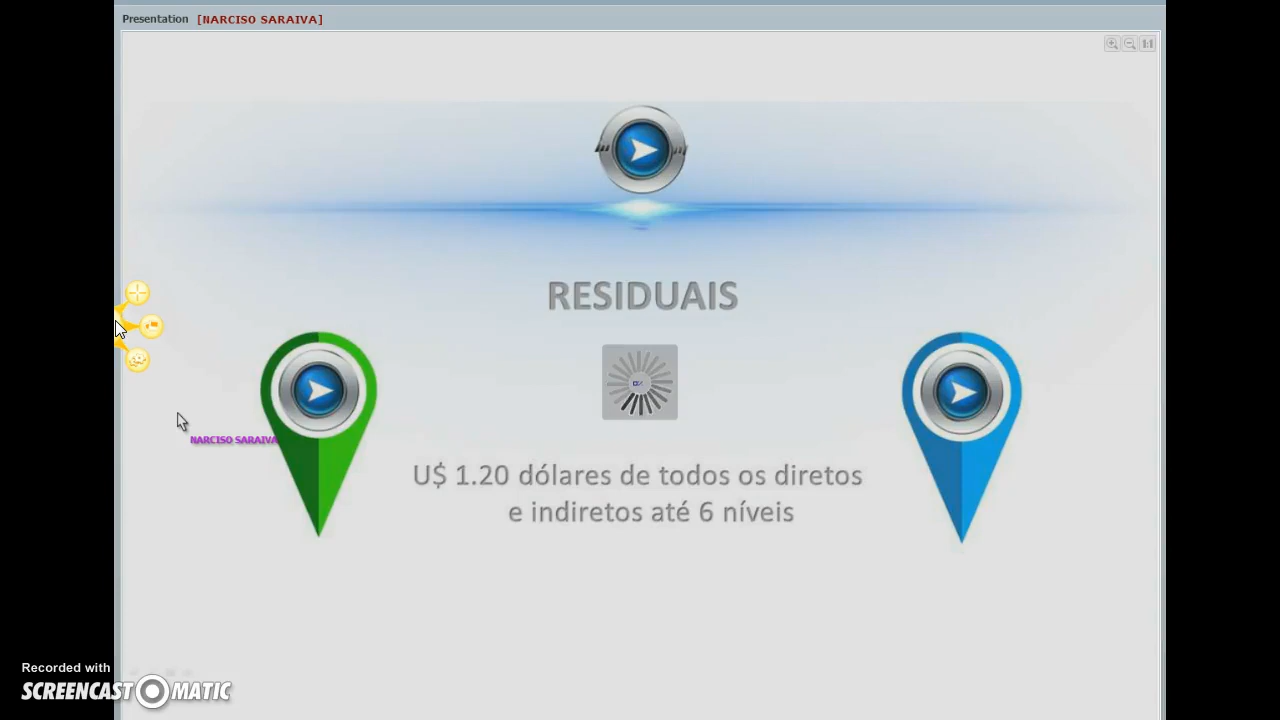 Presentation [NARCISO SARAIVA]
RESIDUAIS
NARCISO SARAIVA
U$ 1.20 dólares de todos os diretos
e indiretos até 6 níveis
Recorded with
SCREENCAST MATIC